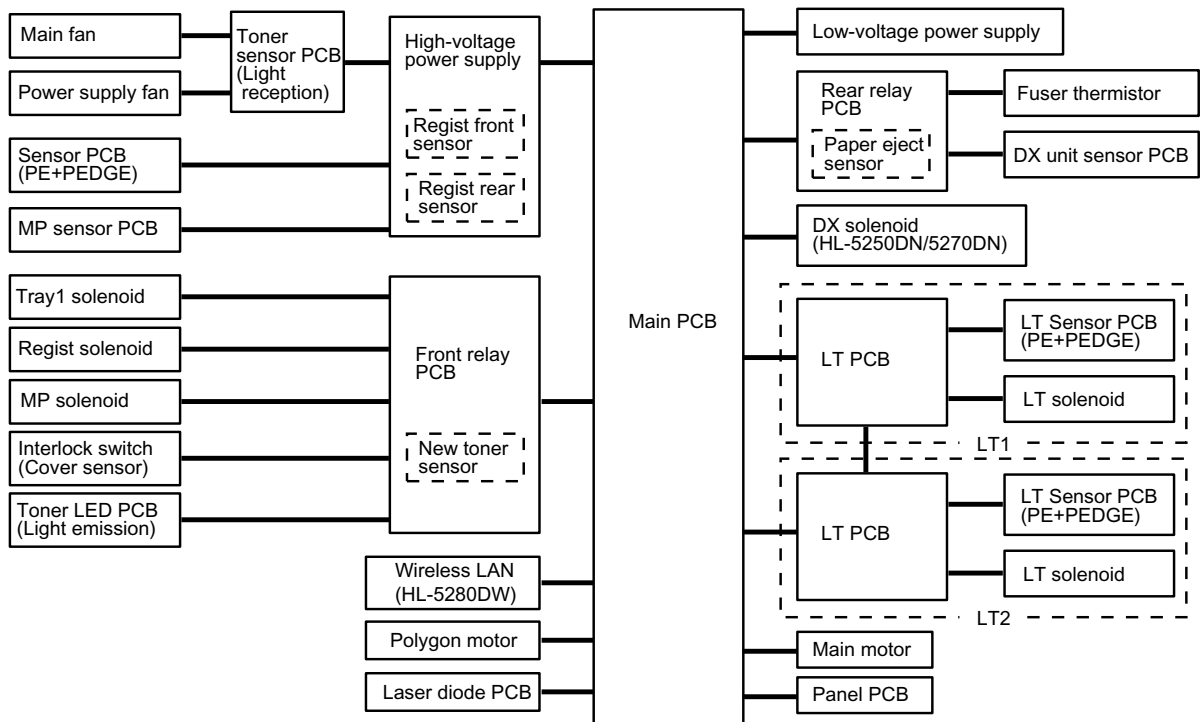 Main fan
Power supply fan
Toner
sensor PCB
(Light
reception)
Sensor PCB
(PE+PEDGE)
MP sensor PCB
High-voltage
power supply
Regist front
sensor
Regist rear
sensor
Tray1 solenoid
Regist solenoid
MP solenoid
Interlock switch
(Cover sensor)
Toner LED PCB
(Light emission)
Front relay
PCB
New toner
sensor
Wireless LAN
(HL-5280DW)
Polygon motor
Laser diode PCB
Main PCB
Low-voltage power supply
Rear relay
PCB
Paper eject
sensor
Fuser thermistor
DX unit sensor PCB
DX solenoid
(HL-5250DN/5270DN)
LT PCB
LT Sensor PCB
(PE+PEDGE)
LT solenoid
LT1
LT PCB
LT Sensor PCB
(PE+PEDGE)
LT solenoid
LT2
Main motor
Panel PCB